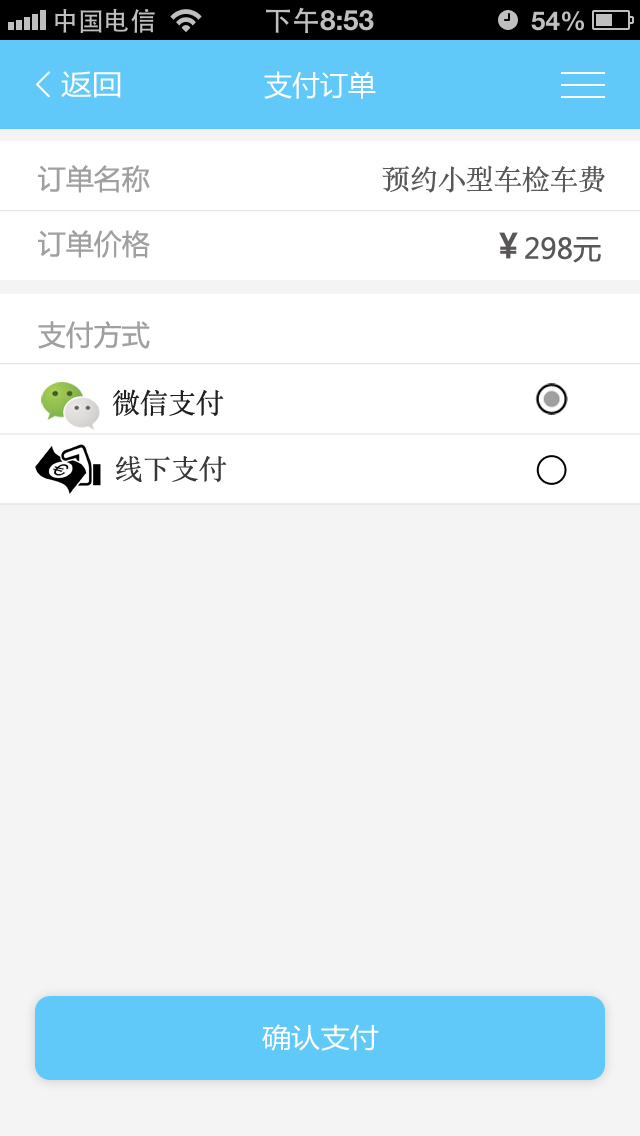 中国电信 下午8:53 54%
返回 支付订单
订单名称 预约小型车检车费
订单价格 ¥298元
支付方式
微信支付
€ 线下支付
确认支付